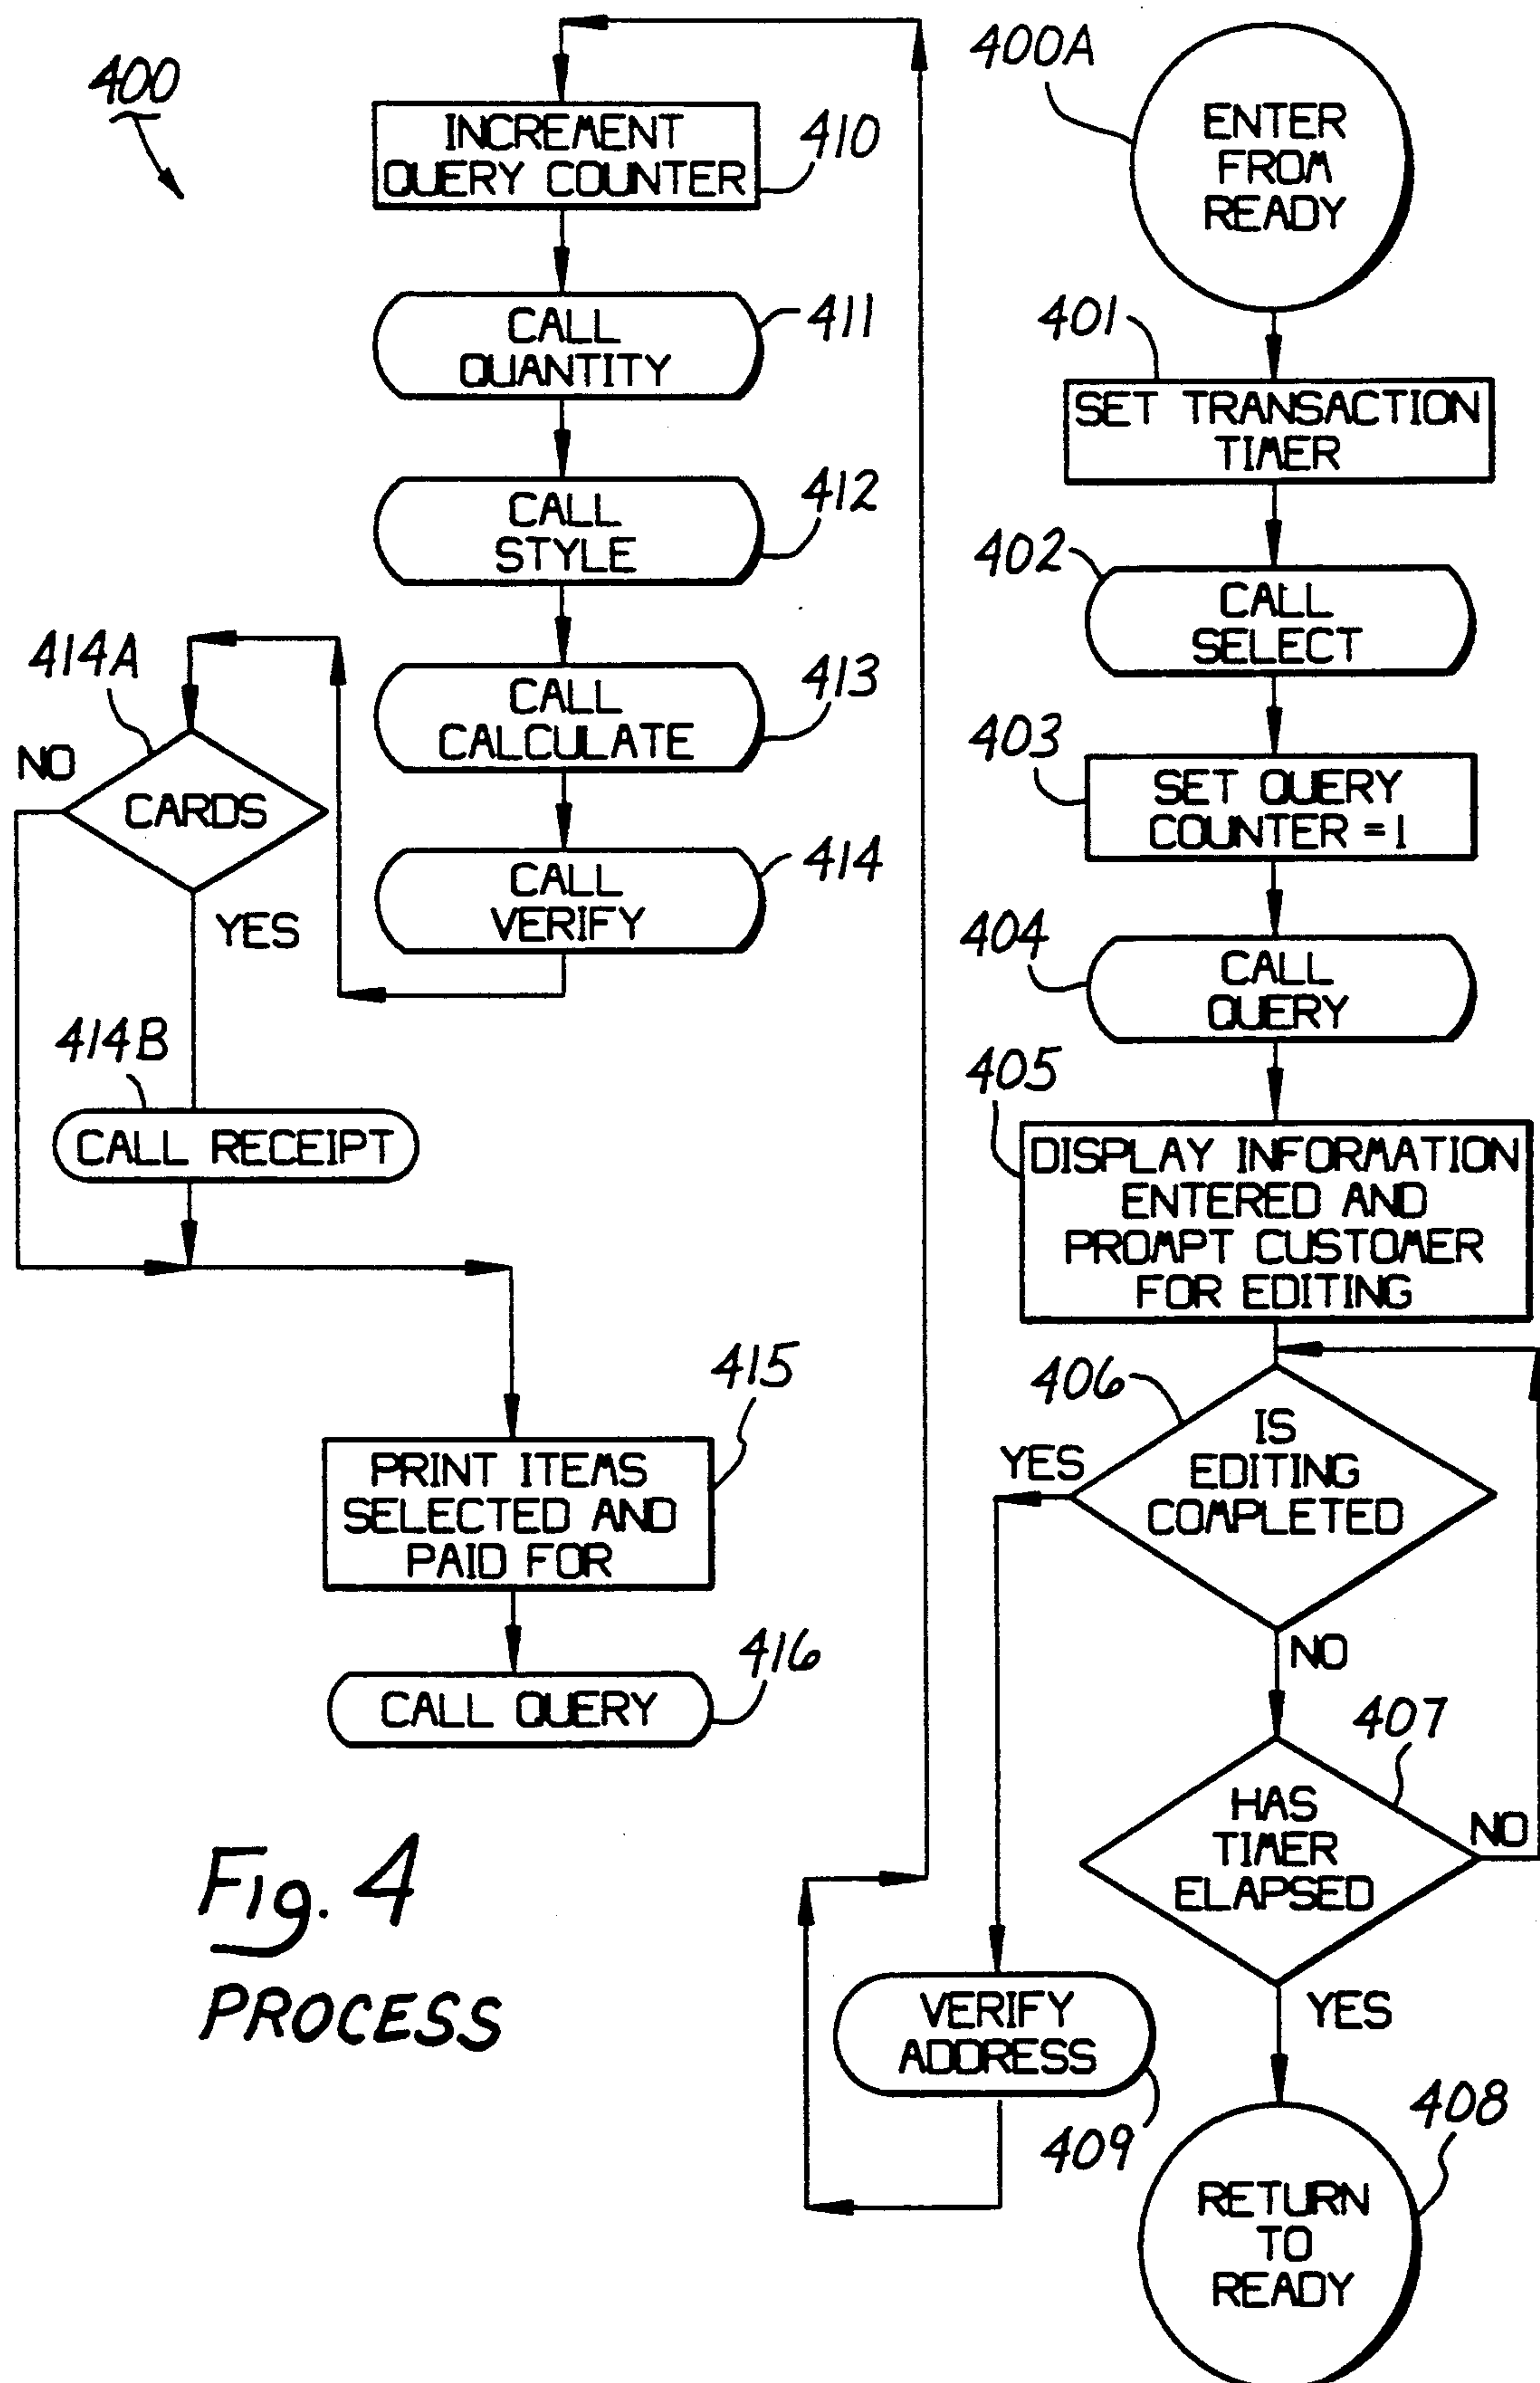 400
400A
ENTER
FROM
READY
401
SET TRANSACTION
TIMER
402
CALL
SELECT
403
SET QUERY
COUNTER = 1
404
CALL
QUERY
405
DISPLAY INFORMATION
ENTERED AND
PROMPT CUSTOMER
FOR EDITING
406
IS
EDITING
COMPLETED
YES
NO
407
HAS
TIMER
ELAPSED
NO
YES
408
RETURN
TO
READY
VERIFY
ADDRESS
409
INCREMENT
QUERY COUNTER
410
CALL
QUANTITY
411
CALL
STYLE
412
CALL
CALCULATE
413
CALL
VERIFY
414
414A
CARDS
NO
YES
414B
CALL RECEIPT
415
PRINT ITEMS
SELECTED AND
PAID FOR
416
CALL QUERY
Fig. 4
PROCESS